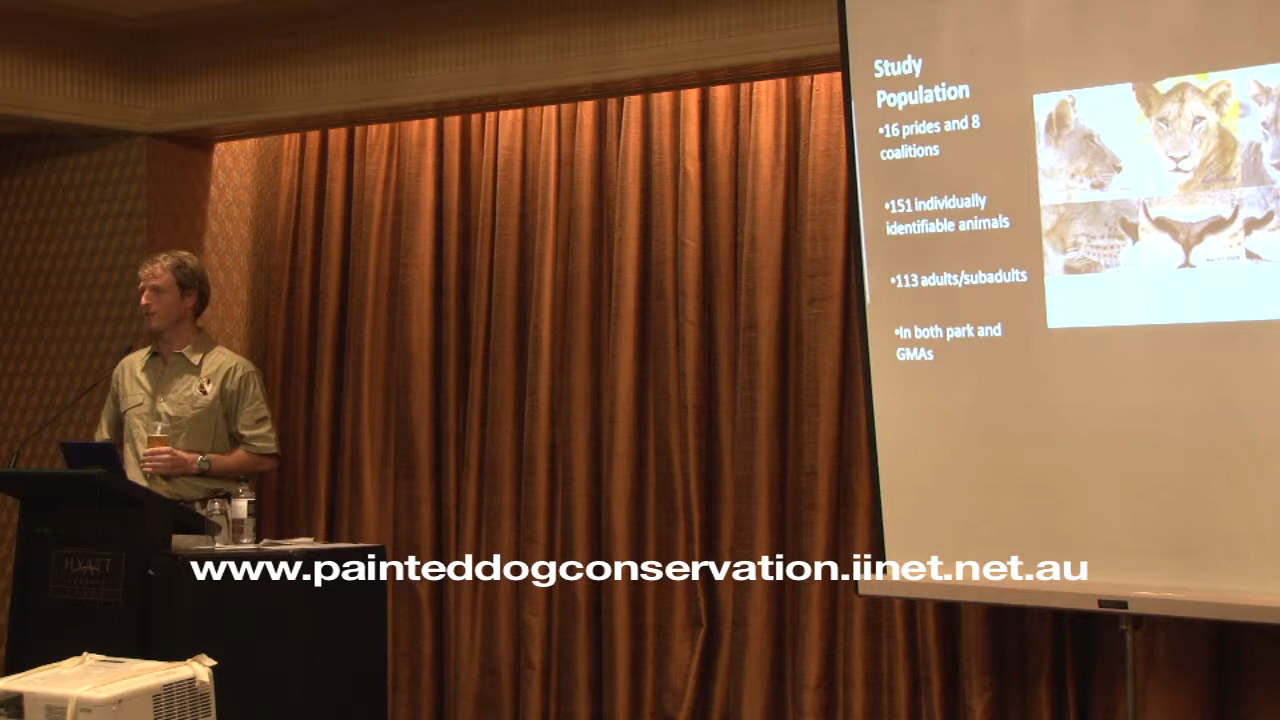 Study
Population
•16 prides and 8
coalitions
•151 individually
identifiable animals
•113 adults/subadults
•In both park and
GMAs
HYATT
www.painteddogconservation.iinet.net.au